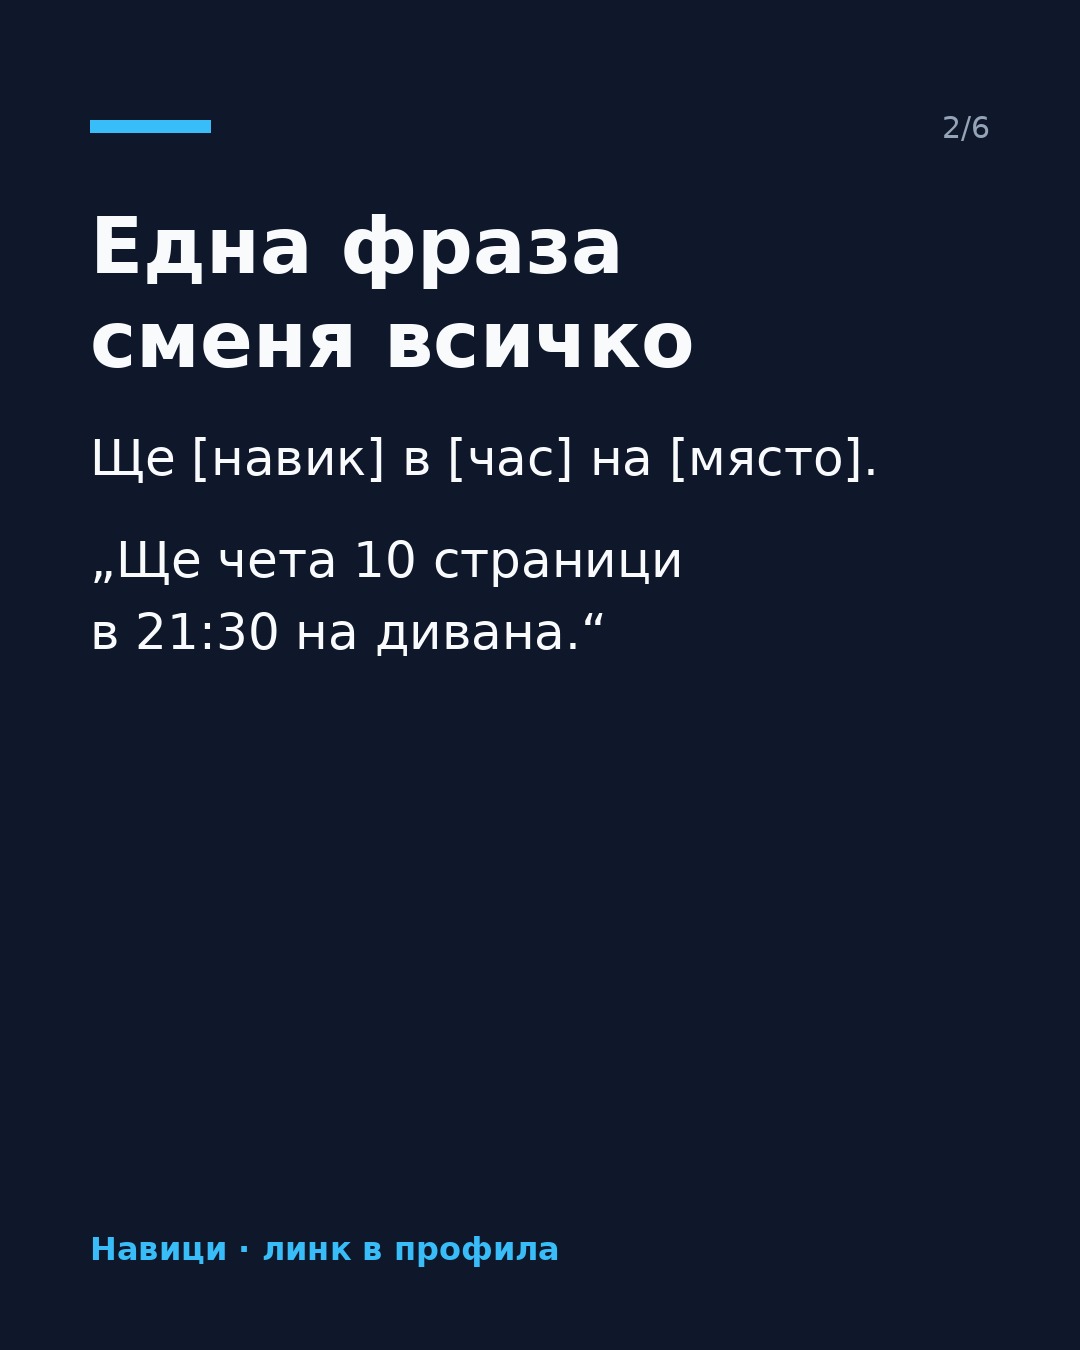 2/6
Една фраза
сменя всичко
Ще [навик] в [час] на [място].
„Ще чета 10 страници
в 21:30 на дивана.“
Навици · линк в профила